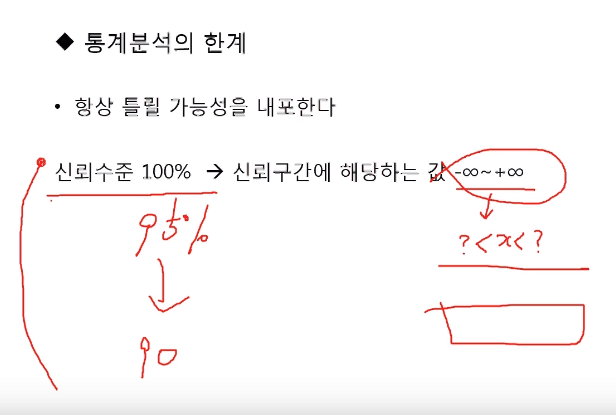 ◆ 통계분석의 한계
• 항상 틀릴 가능성을 내포한다
신뢰수준 100% → 신뢰구간에 해당하는 값 -∞~+∞
95%
? < x < ?
90